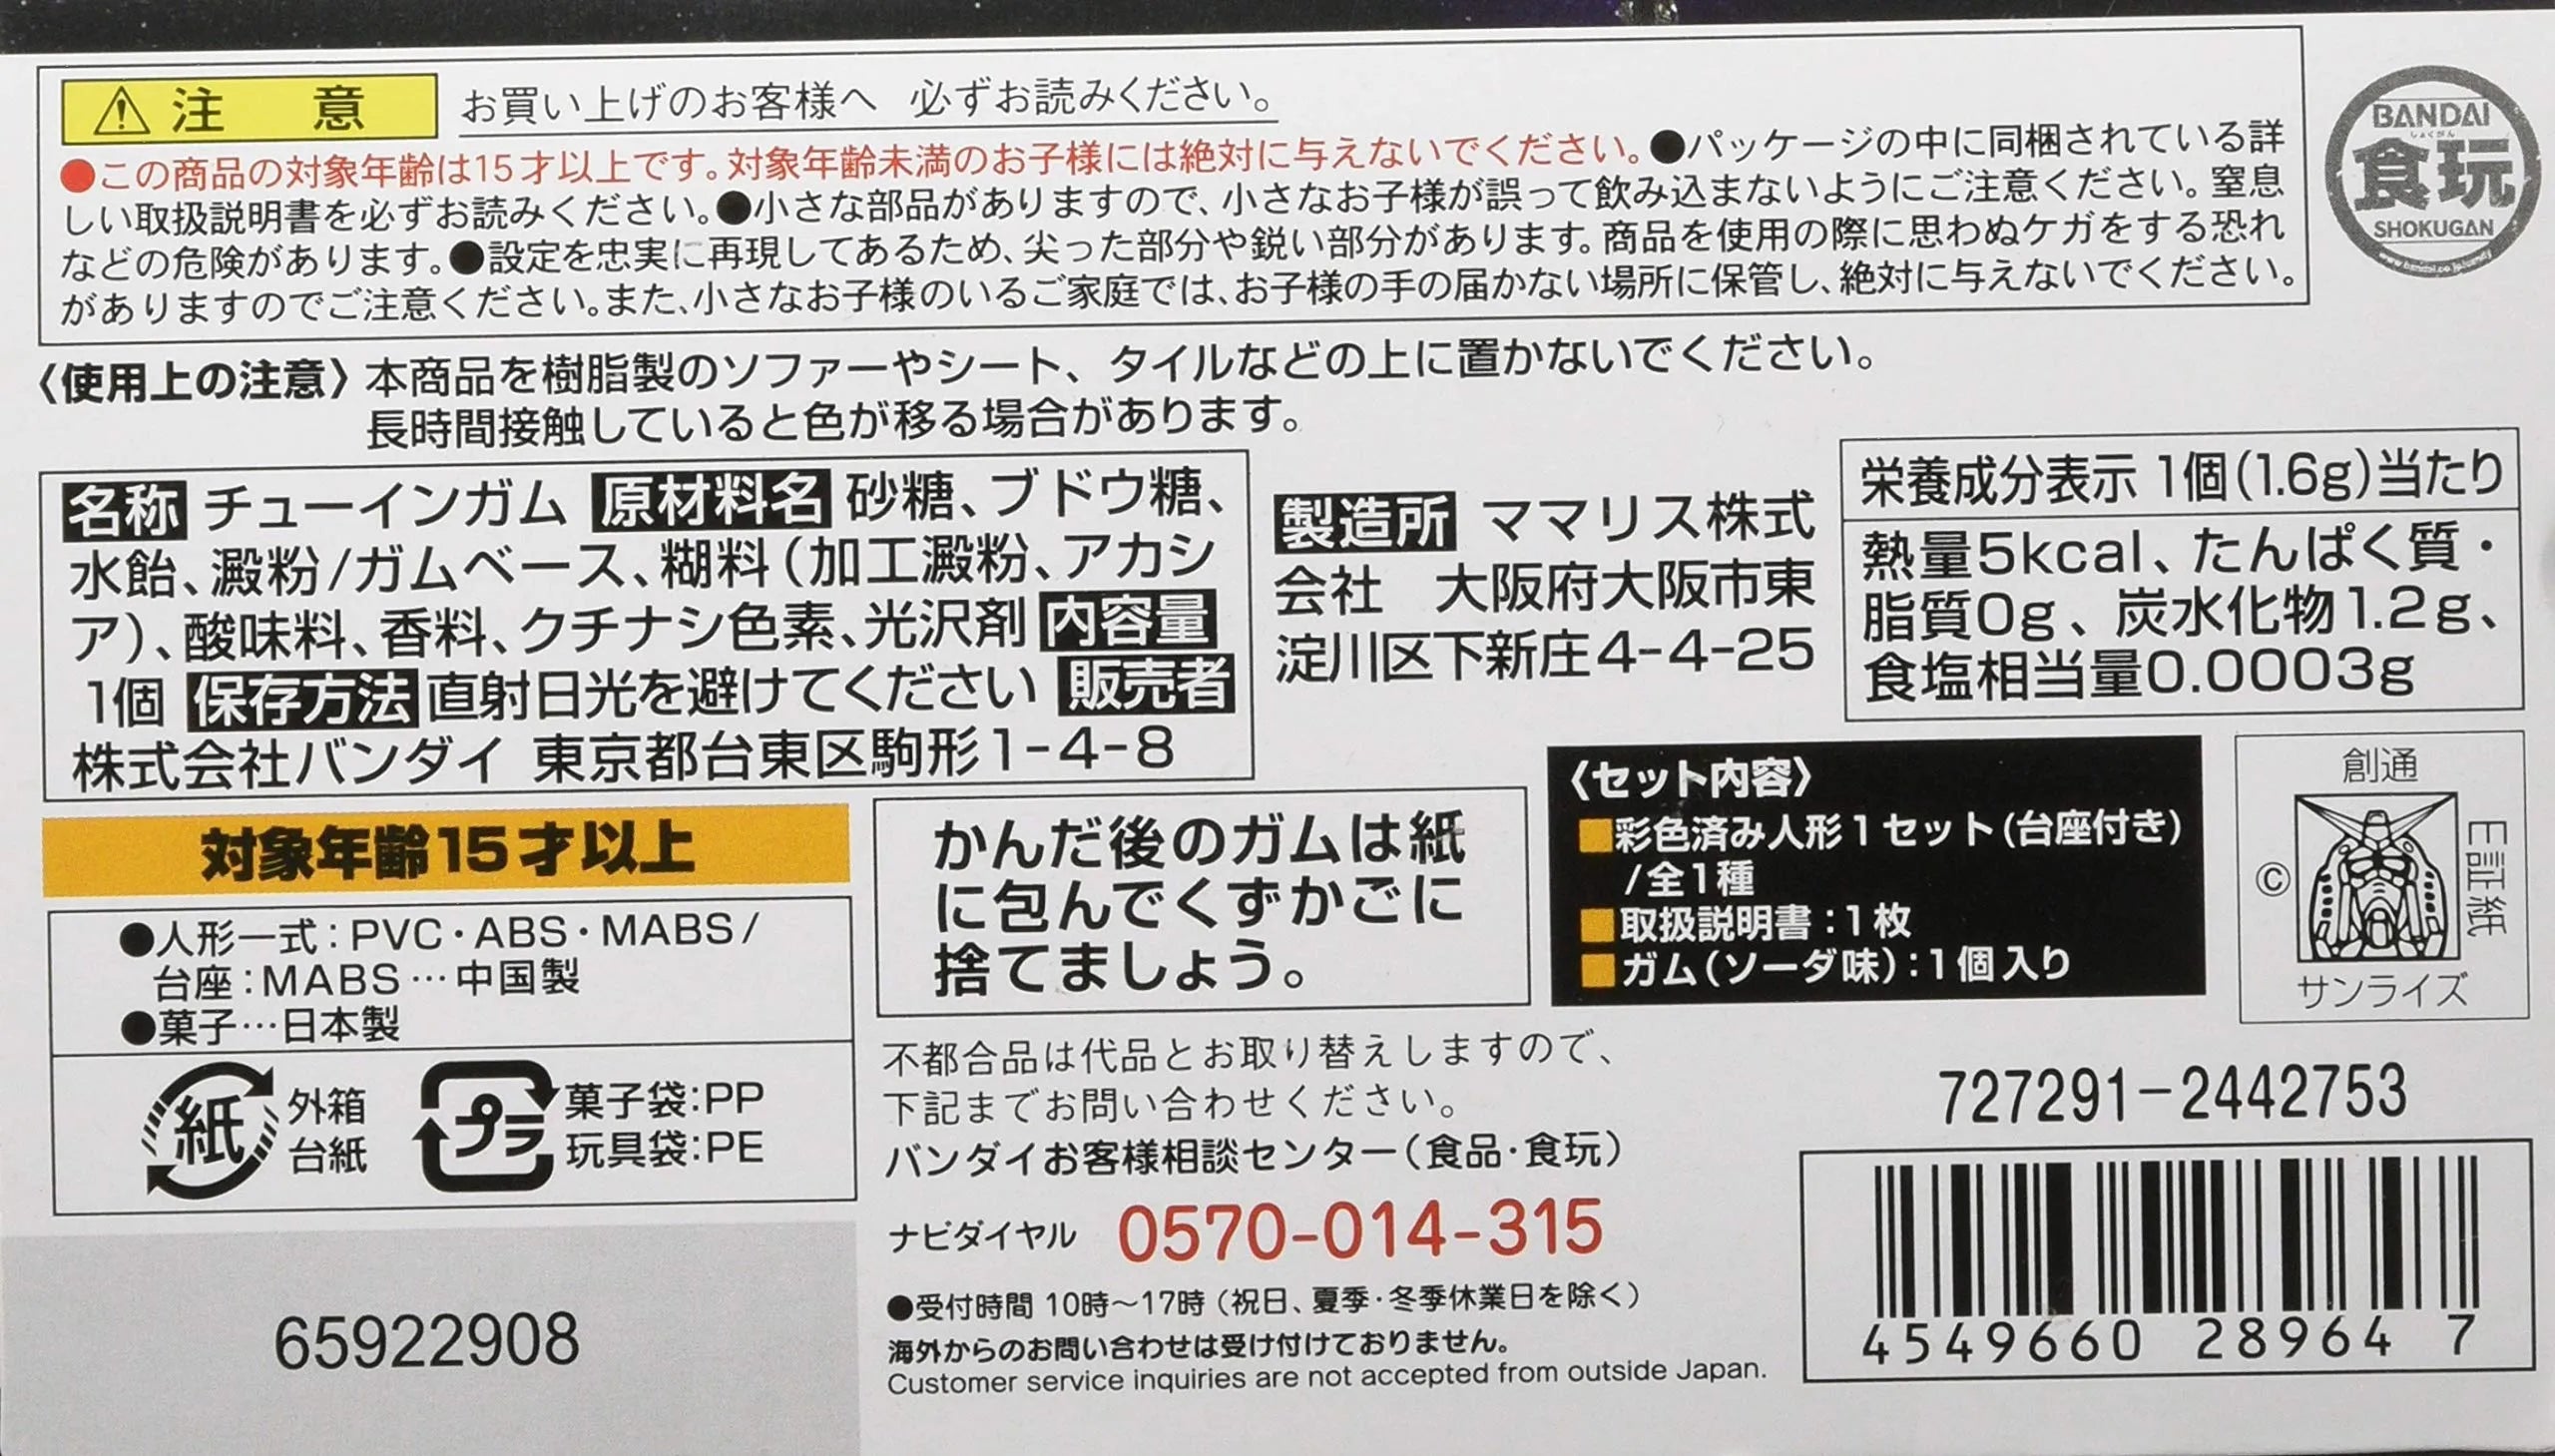 ⚠注　意 お買い上げのお客様へ 必ずお読みください。
●この商品の対象年齢は15才以上です。対象年齢未満のお子様には絶対に与えないでください。●パッケージの中に同梱されている詳
しい取扱説明書を必ずお読みください。●小さな部品がありますので、小さなお子様が誤って飲み込まないようにご注意ください。窒息
などの危険があります。●設定を忠実に再現してあるため、尖った部分や鋭い部分があります。商品を使用の際に思わぬケガをする恐れ
がありますのでご注意ください。また、小さなお子様のいるご家庭では、お子様の手の届かない場所に保管し、絶対に与えないでください。
BANDAI
しょくがん
食玩
SHOKUGAN
www.bandai.co.jp/candy
〈使用上の注意〉本商品を樹脂製のソファーやシート、タイルなどの上に置かないでください。
長時間接触していると色が移る場合があります。
名称 チューインガム 原材料名 砂糖、ブドウ糖、
水飴、澱粉/ガムベース、糊料(加工澱粉、アカシ
ア)、酸味料、香料、クチナシ色素、光沢剤 内容量
1個 保存方法 直射日光を避けてください 販売者
株式会社バンダイ 東京都台東区駒形1-4-8
製造所 ママリス株式
会社　大阪府大阪市東
淀川区下新庄4-4-25
栄養成分表示 1個(1.6g)当たり
熱量5kcal、たんぱく質・
脂質0g、炭水化物1.2g、
食塩相当量0.0003g
対象年齢15才以上
●人形一式:PVC・ABS・MABS/
台座:MABS…中国製
●菓子…日本製
紙
外箱
台紙
プラ
菓子袋:PP
玩具袋:PE
65922908
かんだ後のガムは紙
に包んでくずかごに
捨てましょう。
〈セット内容〉
■彩色済み人形1セット(台座付き)
/全1種
■取扱説明書:1枚
■ガム(ソーダ味):1個入り
創通
©
E証紙
サンライズ
不都合品は代品とお取り替えしますので、
下記までお問い合わせください。
バンダイお客様相談センター(食品・食玩)
ナビダイヤル 0570-014-315
●受付時間 10時～17時(祝日、夏季・冬季休業日を除く)
海外からのお問い合わせは受け付けておりません。
Customer service inquiries are not accepted from outside Japan.
727291-2442753
4549660 28964 7